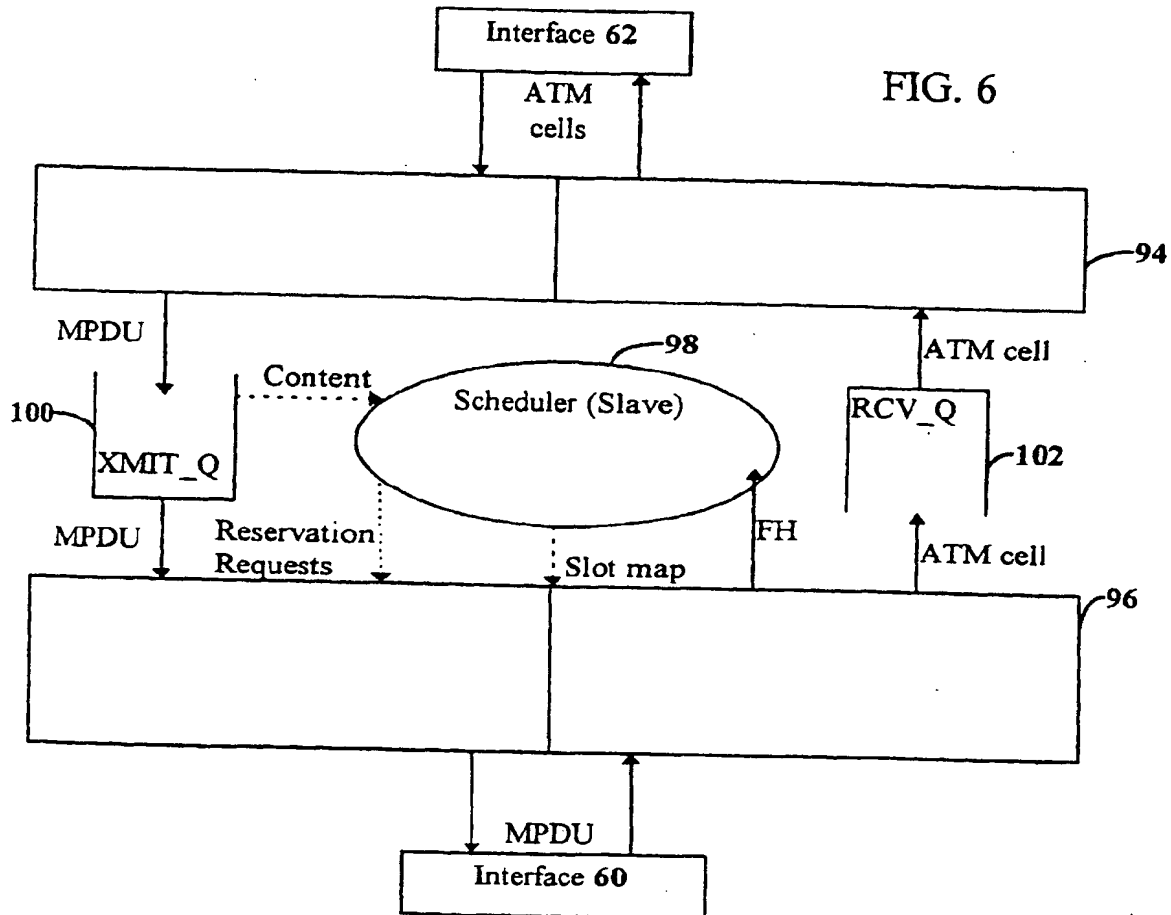 Interface 62
FIG. 6
ATM
cells
94
MPDU
ATM cell
98
Content
Scheduler (Slave)
RCV_Q
100
XMIT_Q
102
MPDU
Reservation
Requests
FH
ATM cell
Slot map
96
MPDU
Interface 60